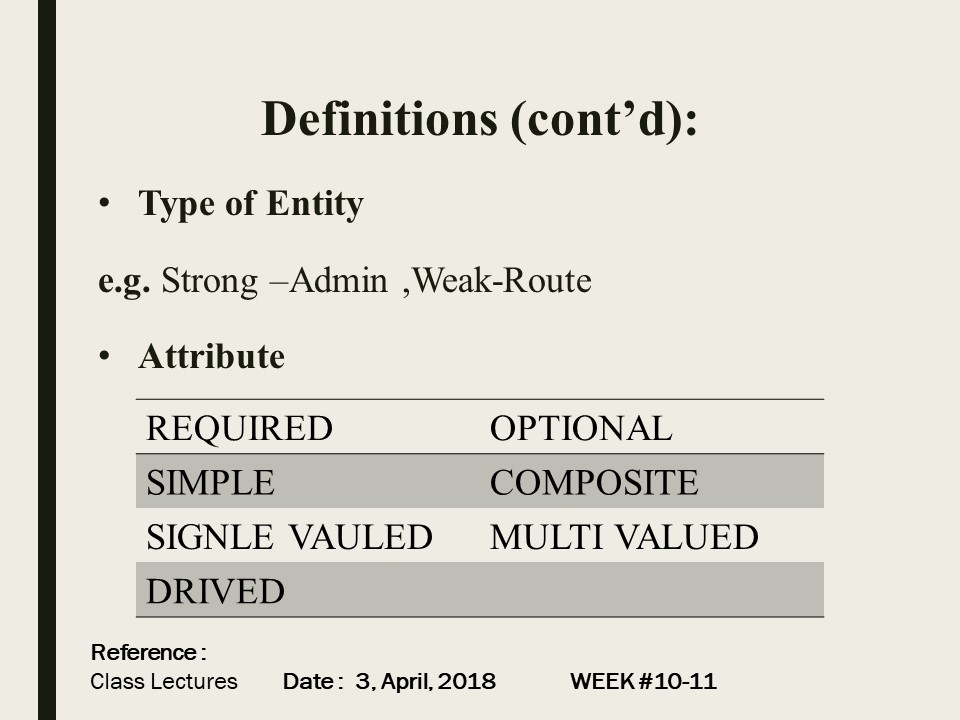 Definitions (cont’d):
• Type of Entity
e.g. Strong –Admin ,Weak-Route
• Attribute
REQUIRED OPTIONAL
SIMPLE COMPOSITE
SIGNLE VAULED MULTI VALUED
DRIVED
Reference :
Class Lectures Date : 3, April, 2018 WEEK #10-11